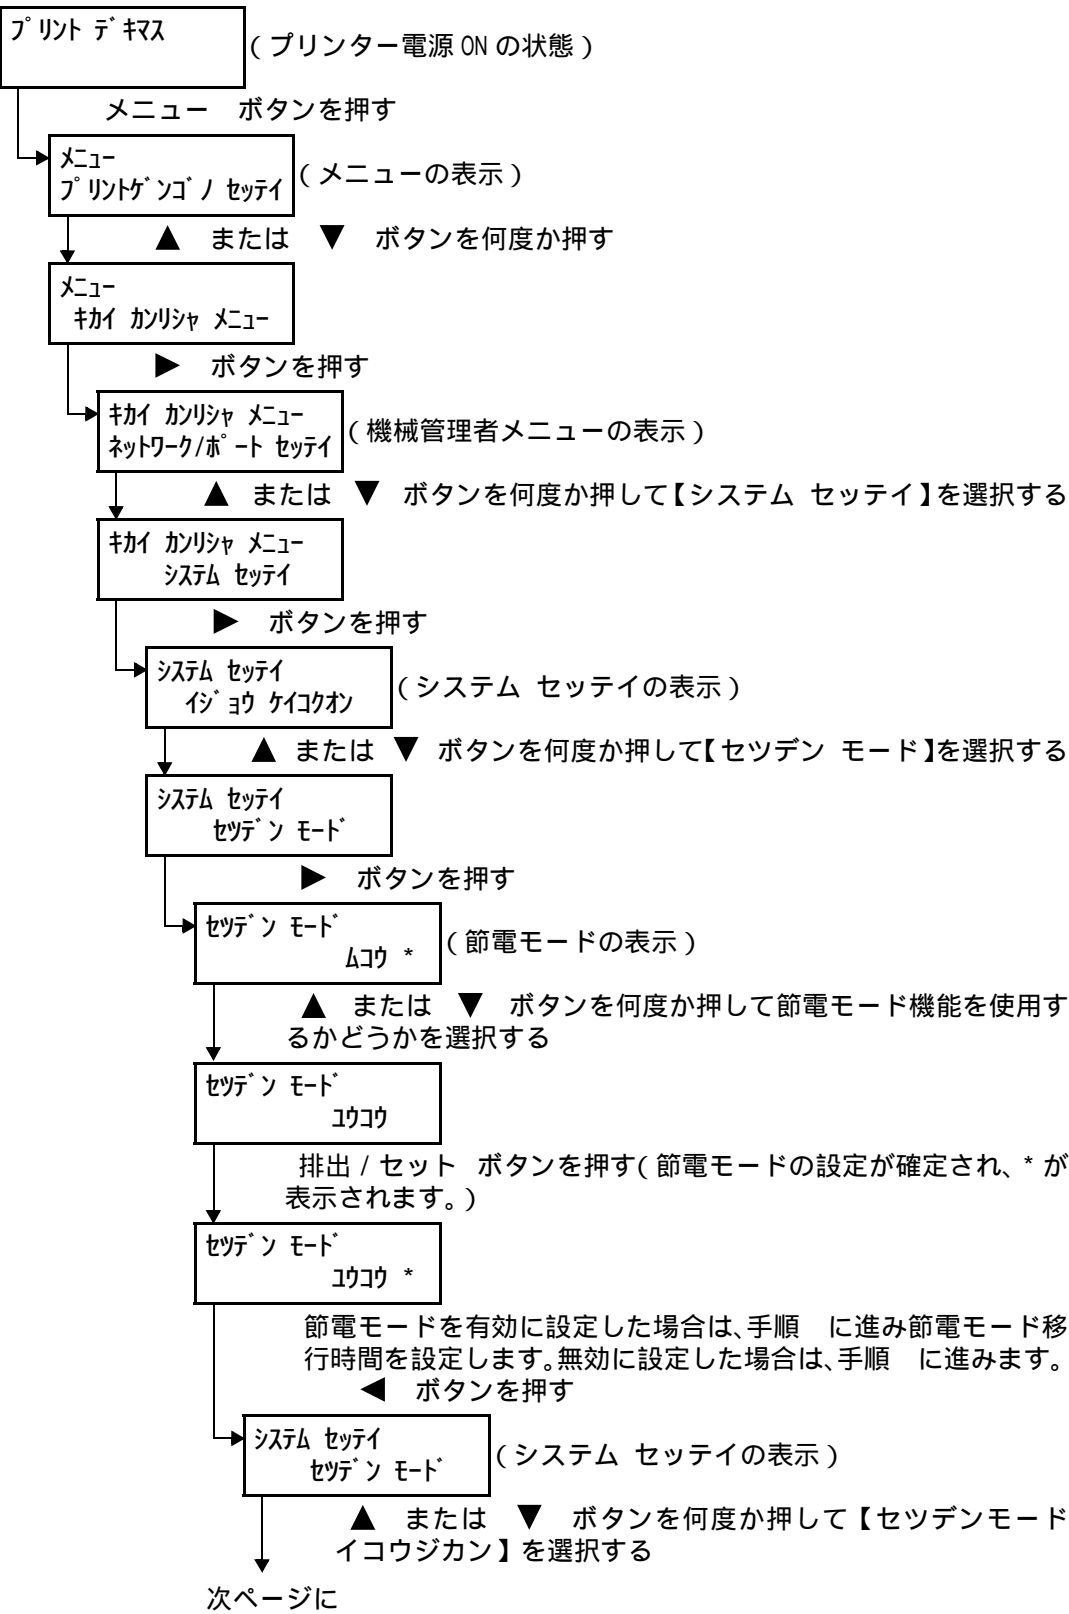 ﾌﾟﾘﾝﾄ ﾃﾞｷﾏｽ
(プリンター電源 ON の状態)
メニュー ボタンを押す
ﾒﾆｭｰ
ﾌﾟﾘﾝﾄｹﾞﾝｺﾞﾉ ｾｯﾃｲ
(メニューの表示)
▲ または ▼ ボタンを何度か押す
ﾒﾆｭｰ
ｷｶｲ ｶﾝﾘｼｬ ﾒﾆｭｰ
▶ ボタンを押す
ｷｶｲ ｶﾝﾘｼｬ ﾒﾆｭｰ
ﾈｯﾄﾜｰｸ/ﾎﾟｰﾄ ｾｯﾃｲ
(機械管理者メニューの表示)
▲ または ▼ ボタンを何度か押して【システム セッテイ】を選択する
ｷｶｲ ｶﾝﾘｼｬ ﾒﾆｭｰ
ｼｽﾃﾑ ｾｯﾃｲ
▶ ボタンを押す
ｼｽﾃﾑ ｾｯﾃｲ
ｲｼﾞｮｳ ｹｲｺｸｵﾝ
(システム セッテイの表示)
▲ または ▼ ボタンを何度か押して【セツデン モード】を選択する
ｼｽﾃﾑ ｾｯﾃｲ
ｾﾂﾃﾞﾝ ﾓｰﾄﾞ
▶ ボタンを押す
ｾﾂﾃﾞﾝ ﾓｰﾄﾞ
ﾑｺｳ *
(節電モードの表示)
▲ または ▼ ボタンを何度か押して節電モード機能を使用す
るかどうかを選択する
ｾﾂﾃﾞﾝ ﾓｰﾄﾞ
ﾕｳｺｳ
排出/セット ボタンを押す(節電モードの設定が確定され、* が
表示されます。)
ｾﾂﾃﾞﾝ ﾓｰﾄﾞ
ﾕｳｺｳ *
節電モードを有効に設定した場合は、手順 に進み節電モード移
行時間を設定します。無効に設定した場合は、手順 に進みます。
◀ ボタンを押す
ｼｽﾃﾑ ｾｯﾃｲ
ｾﾂﾃﾞﾝ ﾓｰﾄﾞ
(システム セッテイの表示)
▲ または ▼ ボタンを何度か押して【セツデンモード
イコウジカン】を選択する
次ページに